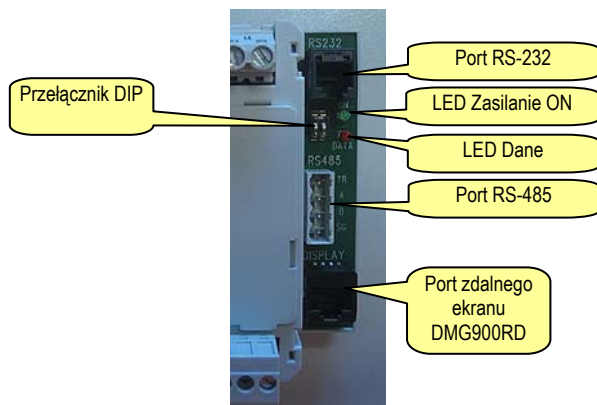 RS232
Port RS-232
Przełącznik DIP
ON
LED Zasilanie ON
DATA
LED Dane
RS485
TR
A
B
SG
Port RS-485
DISPLAY
Port zdalnego
ekranu
DMG900RD